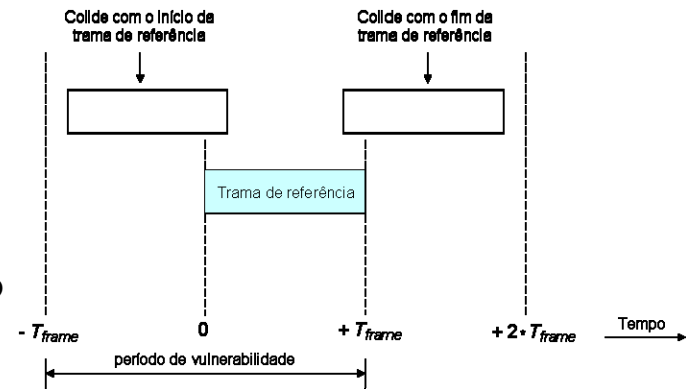 Colide com o início da
trama de referência
Colide com o fim da
trama de referência
Trama de referência
)
- Tframe
0
+ Tframe
+ 2• Tframe
Tempo
período de vulnerabilidade